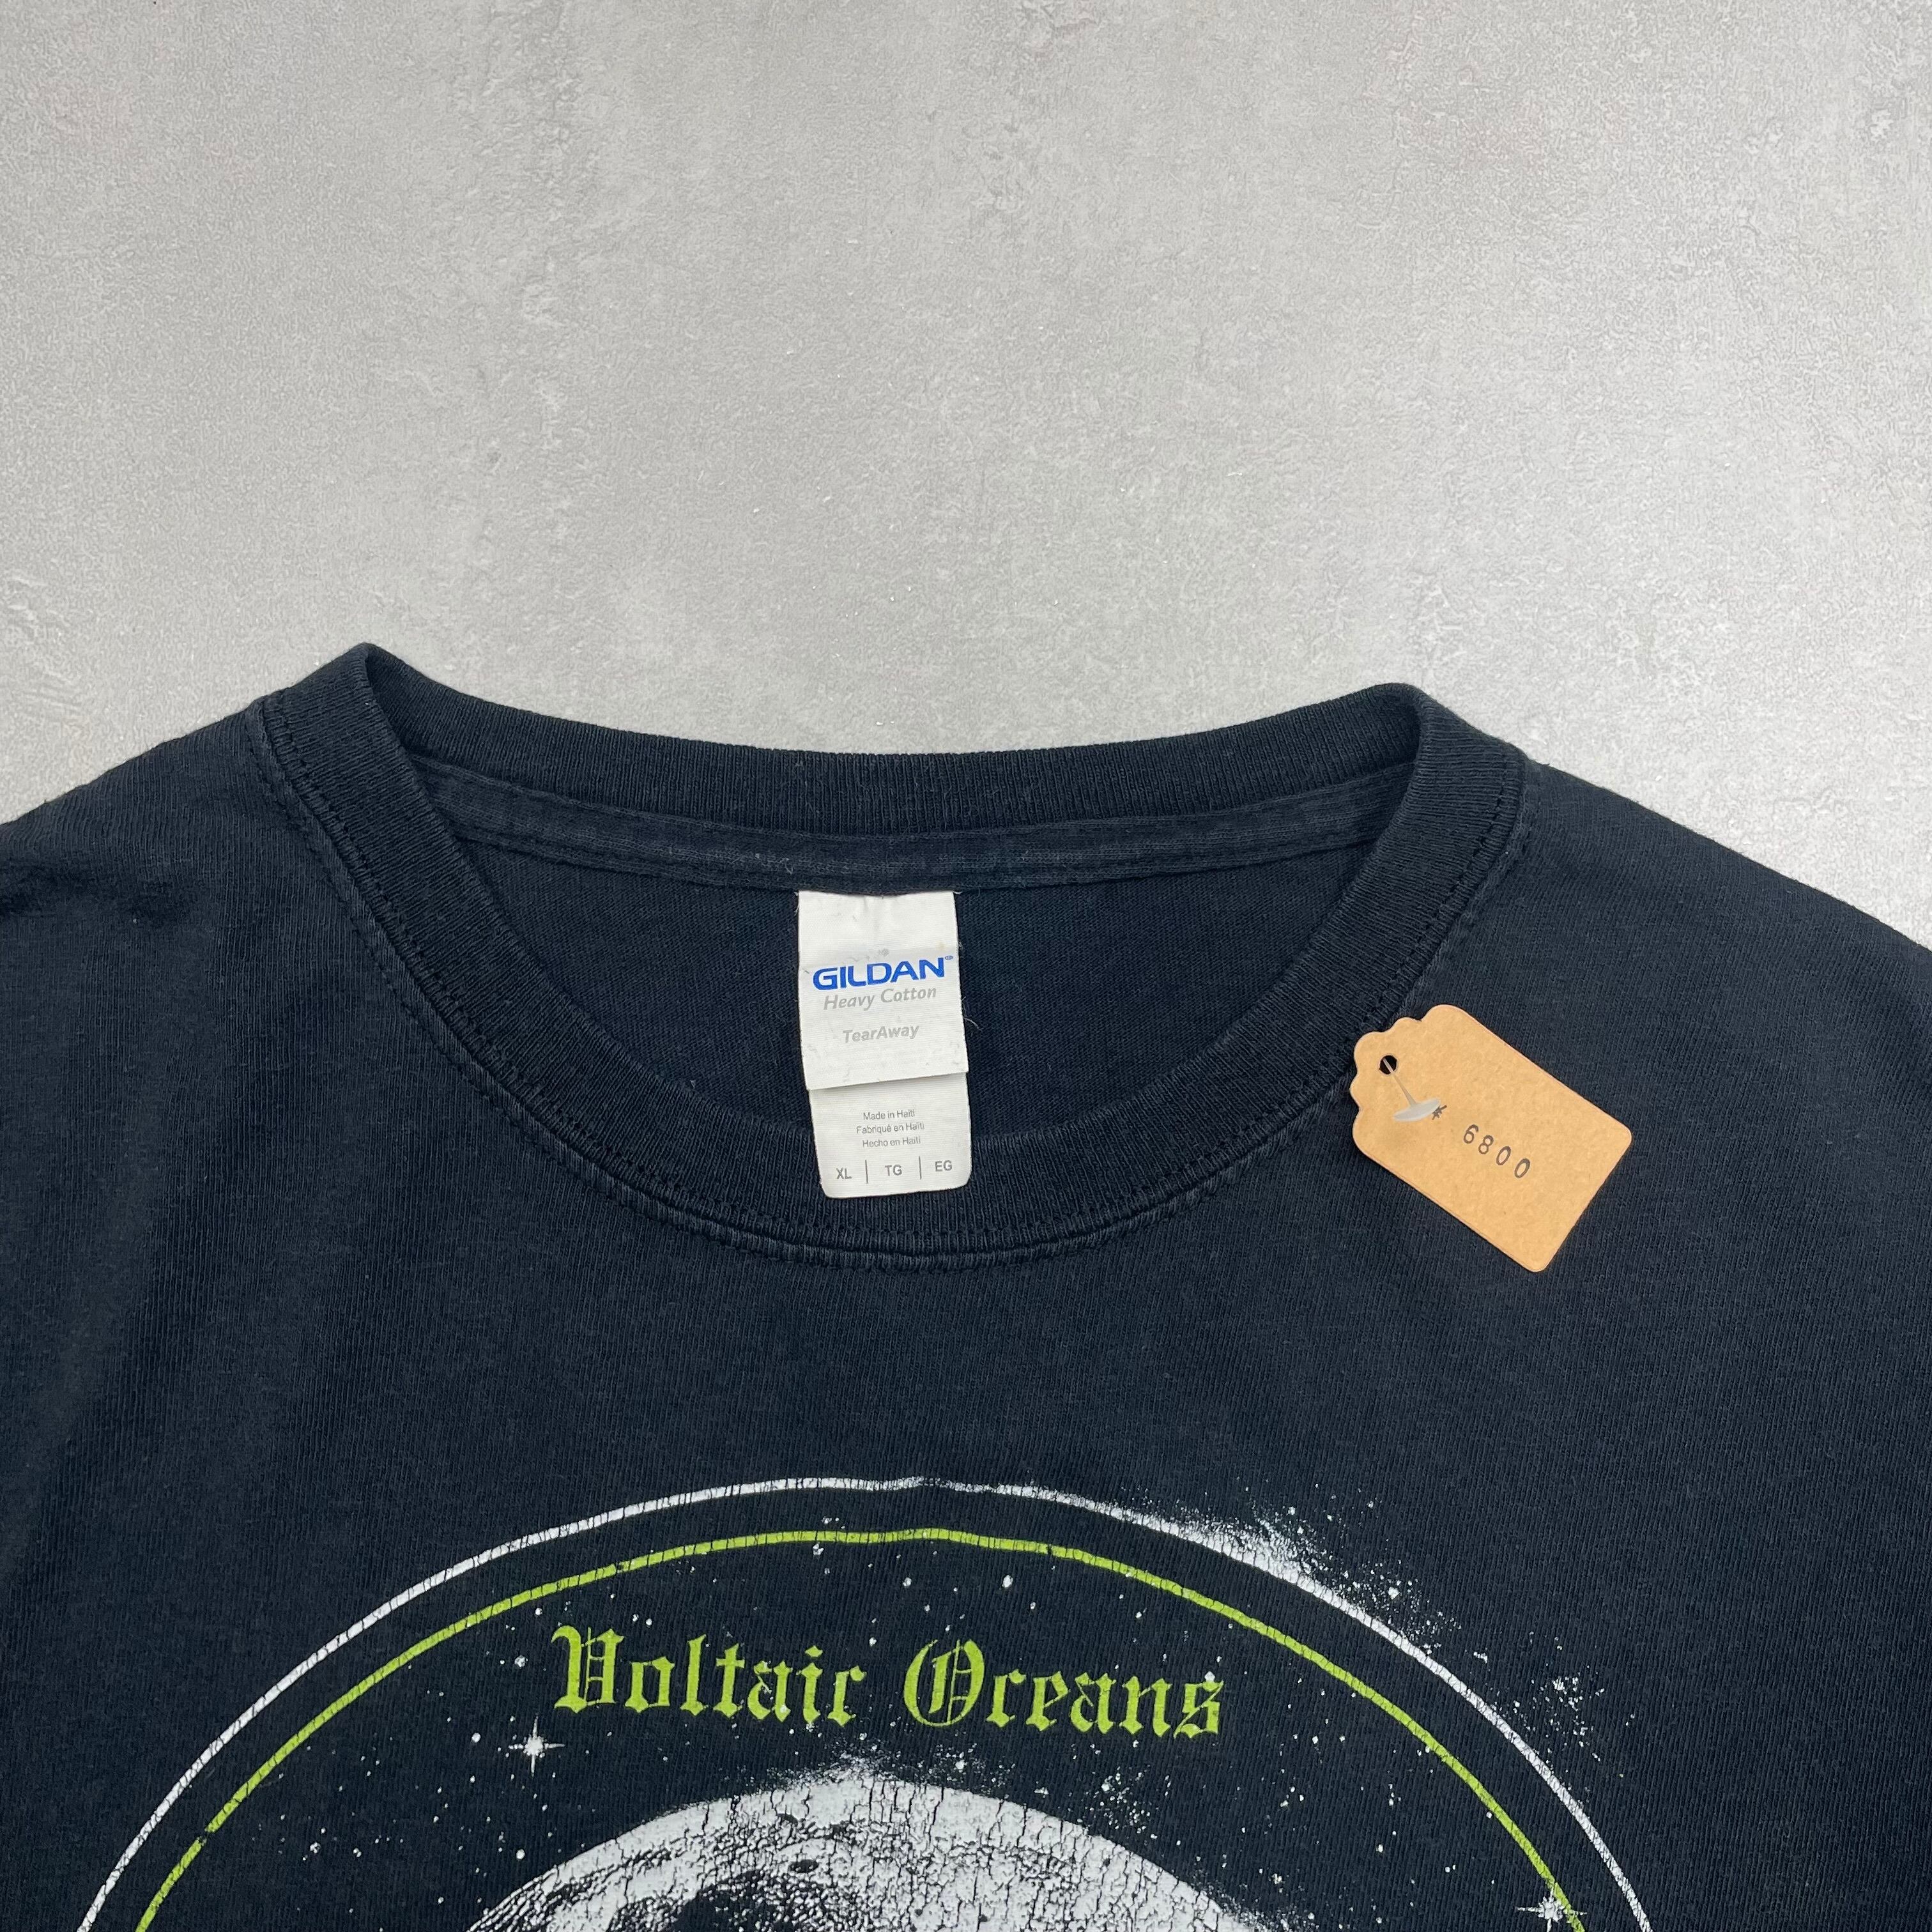 GILDAN®
Heavy Cotton
TearAway
Made in Haiti
Fabriqué en Haïti
Hecho en Haití
XL | TG | EG
* 6800
Voltaic Oceans